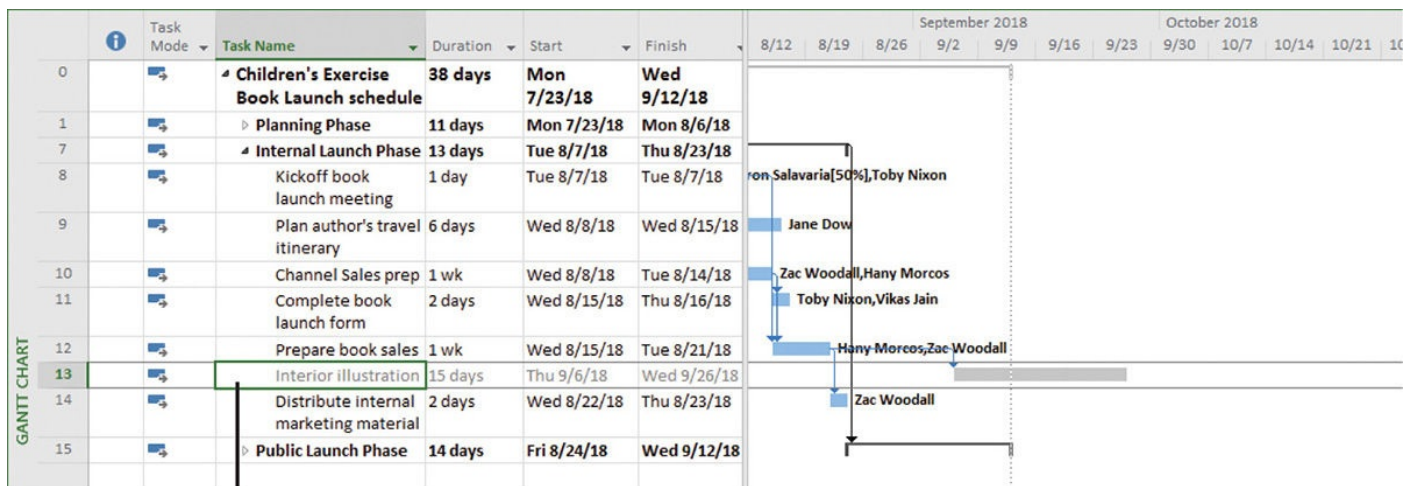 September 2018 October 2018
Task
Mode Task Name Duration Start Finish 8/12 8/19 8/26 9/2 9/9 9/16 9/23 9/30 10/7 10/14 10/21
0 Children's Exercise 38 days Mon Wed
Book Launch schedule 7/23/18 9/12/18
1 Planning Phase 11 days Mon 7/23/18 Mon 8/6/18
7 Internal Launch Phase 13 days Tue 8/7/18 Thu 8/23/18
8 Kickoff book 1 day Tue 8/7/18 Tue 8/7/18 Salavaria[50%],Toby Nixon
launch meeting
9 Plan author's travel 6 days Wed 8/8/18 Wed 8/15/18 Jane Dow
itinerary
10 Channel Sales prep 1 wk Wed 8/8/18 Tue 8/14/18 Zac Woodall,Hany Morcos
11 Complete book 2 days Wed 8/15/18 Thu 8/16/18 Toby Nixon,Vikas Jain
launch form
12 Prepare book sales 1 wk Wed 8/15/18 Tue 8/21/18 Hany Morcos,Zac Woodall
13 Interior illustration 15 days Thu 9/6/18 Wed 9/26/18
14 Distribute internal 2 days Wed 8/22/18 Thu 8/23/18 Zac Woodall
marketing material
15 Public Launch Phase 14 days Fri 8/24/18 Wed 9/12/18
GANTT CHART